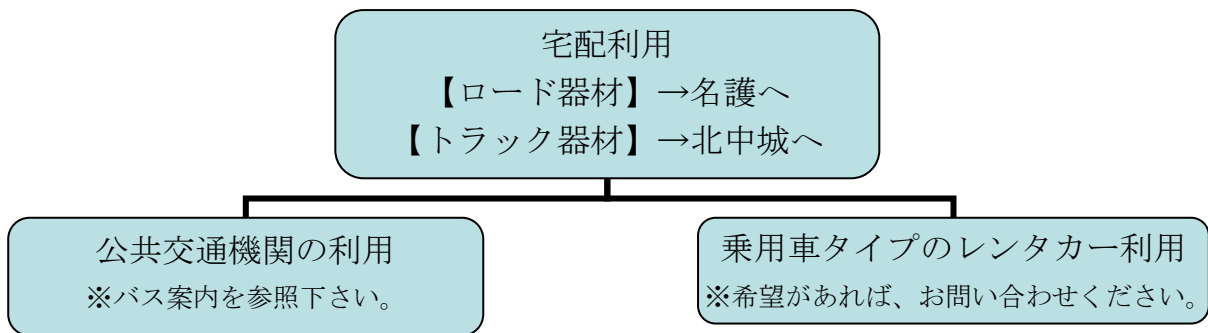 宅配利用
【ロード器材】→名護へ
【トラック器材】→北中城へ
公共交通機関の利用
※バス案内を参照下さい。
乗用車タイプのレンタカー利用
※希望があれば、お問い合わせください。